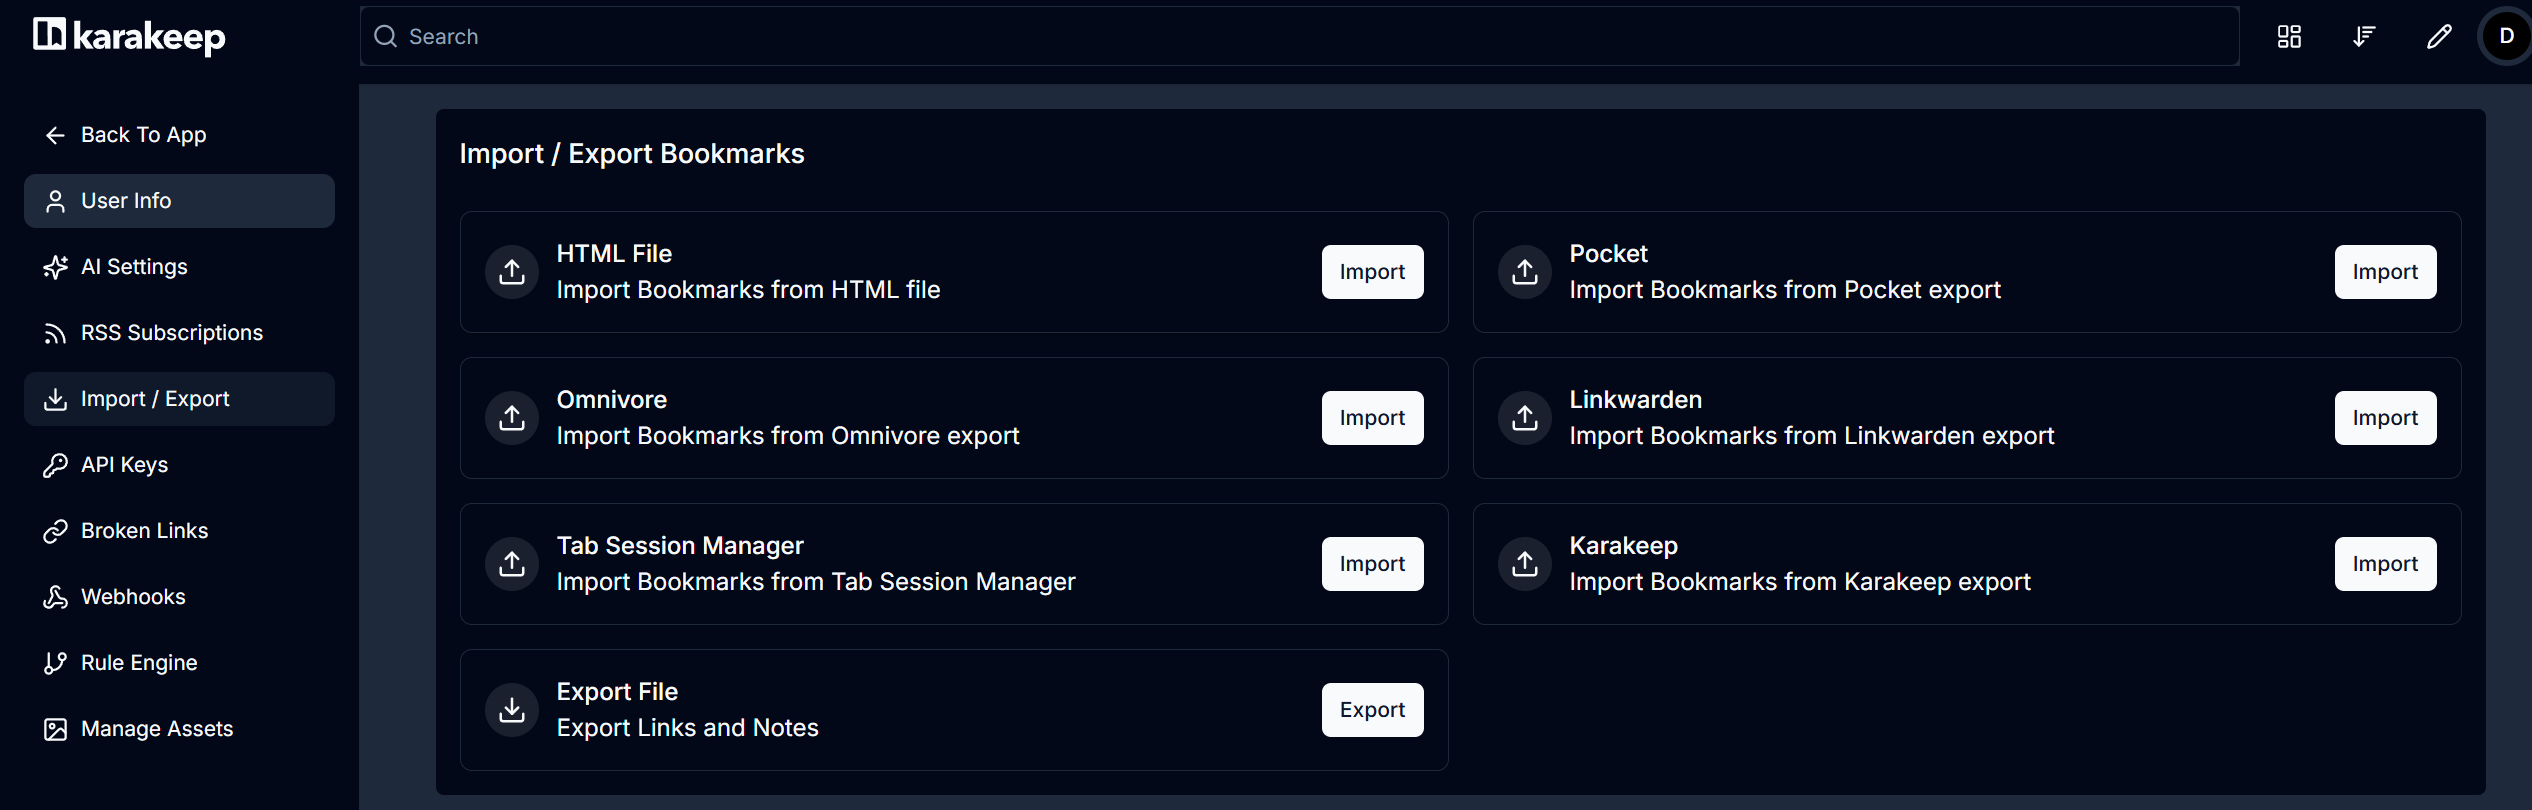 karakeep
Search
D
Back To App
User Info
AI Settings
RSS Subscriptions
Import / Export
API Keys
Broken Links
Webhooks
Rule Engine
Manage Assets
Import / Export Bookmarks
HTML File
Import Bookmarks from HTML file
Import
Pocket
Import Bookmarks from Pocket export
Import
Omnivore
Import Bookmarks from Omnivore export
Import
Linkwarden
Import Bookmarks from Linkwarden export
Import
Tab Session Manager
Import Bookmarks from Tab Session Manager
Import
Karakeep
Import Bookmarks from Karakeep export
Import
Export File
Export Links and Notes
Export